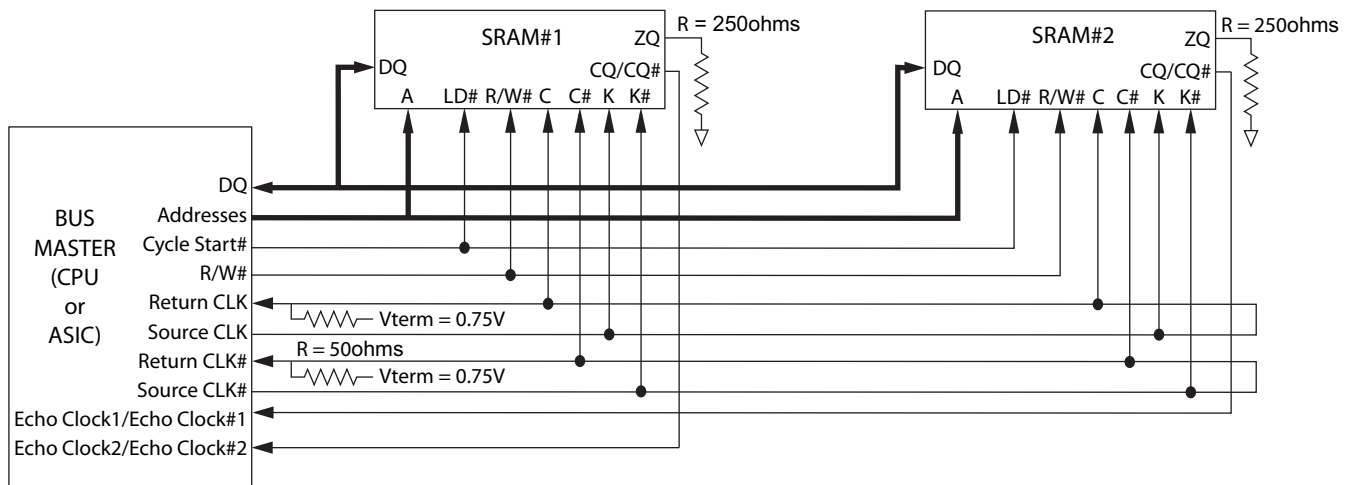 R = 250ohms
R = 250ohms
SRAM#1
ZQ
SRAM#2
ZQ
DQ
CQ/CQ#
DQ
CQ/CQ#
A LD# R/W# C C# K K#
A LD# R/W# C C# K K#
BUS
MASTER
(CPU
or
ASIC)
DQ
Addresses
Cycle Start#
R/W#
Return CLK
Vterm = 0.75V
Source CLK
R = 50ohms
Return CLK#
Vterm = 0.75V
Source CLK#
Echo Clock1/Echo Clock#1
Echo Clock2/Echo Clock#2